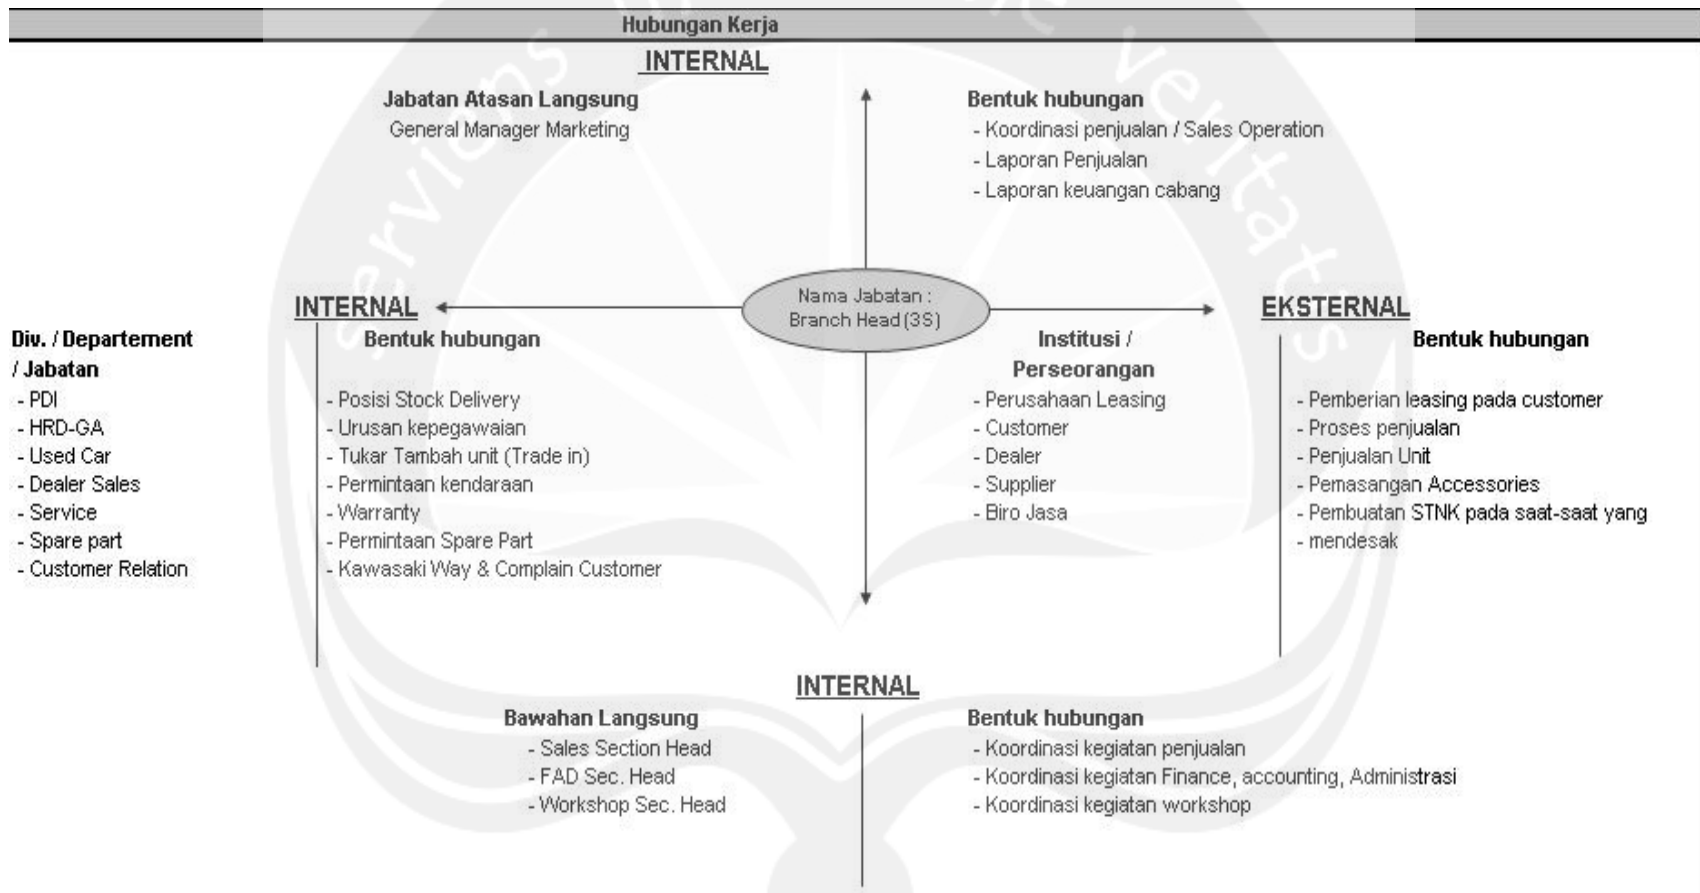 Hubungan Kerja
INTERNAL
Jabatan Atasan Langsung
General Manager Marketing
Bentuk hubungan
- Koordinasi penjualan / Sales Operation
- Laporan Penjualan
- Laporan keuangan cabang
Nama Jabatan :
Branch Head (3S)
INTERNAL
Div. / Departement
/ Jabatan
- PDI
- HRD-GA
- Used Car
- Dealer Sales
- Service
- Spare part
- Customer Relation
Bentuk hubungan
- Posisi Stock Delivery
- Urusan kepegawaian
- Tukar Tambah unit (Trade in)
- Permintaan kendaraan
- Warranty
- Permintaan Spare Part
- Kawasaki Way & Complain Customer
EKSTERNAL
Institusi /
Perseorangan
- Perusahaan Leasing
- Customer
- Dealer
- Supplier
- Biro Jasa
Bentuk hubungan
- Pemberian leasing pada customer
- Proses penjualan
- Penjualan Unit
- Pemasangan Accessories
- Pembuatan STNK pada saat-saat yang
- mendesak
INTERNAL
Bawahan Langsung
- Sales Section Head
- FAD Sec. Head
- Workshop Sec. Head
Bentuk hubungan
- Koordinasi kegiatan penjualan
- Koordinasi kegiatan Finance, accounting, Administrasi
- Koordinasi kegiatan workshop
serviens
veritatis